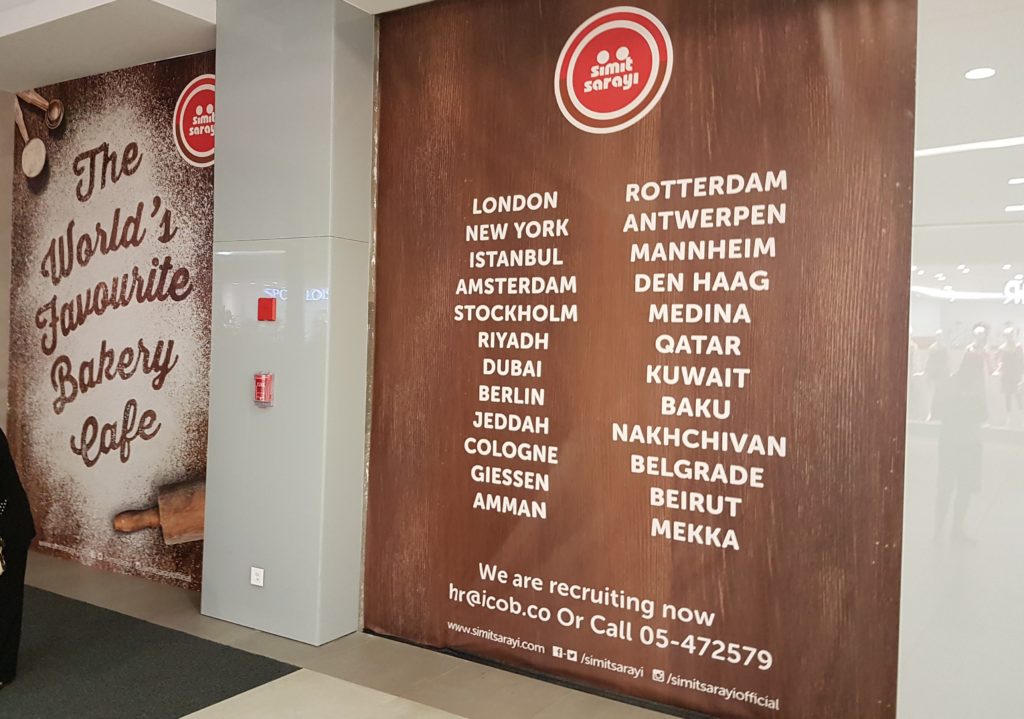 simit
sarayı
The
World's
Favourite
Bakery
Cafe
simit
sarayı
LONDON
NEW YORK
ISTANBUL
AMSTERDAM
STOCKHOLM
RIYADH
DUBAI
BERLIN
JEDDAH
COLOGNE
GIESSEN
AMMAN
ROTTERDAM
ANTWERPEN
MANNHEIM
DEN HAAG
MEDINA
QATAR
KUWAIT
BAKU
NAKHCHIVAN
BELGRADE
BEIRUT
MEKKA
We are recruiting now
hr@icob.co Or Call 05-472579
www.simitsarayi.com f- /simitsarayi /simitsarayiofficial